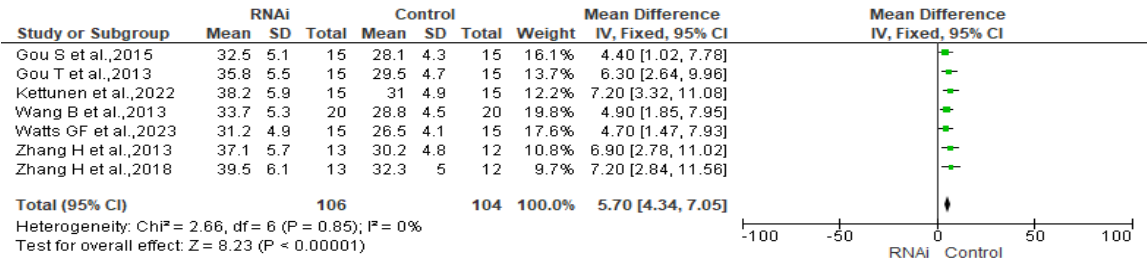 RNAi Control Mean Difference Mean Difference
Study or Subgroup Mean SD Total Mean SD Total Weight IV, Fixed, 95% CI IV, Fixed, 95% CI
Gou S et al.,2015 32.5 5.1 15 28.1 4.3 15 16.1% 4.40 [1.02, 7.78]
Gou T et al.,2013 35.8 5.5 15 29.5 4.7 15 13.7% 6.30 [2.64, 9.96]
Kettunen et al.,2022 38.2 5.9 15 31 4.9 15 12.2% 7.20 [3.32, 11.08]
Wang B et al.,2013 33.7 5.3 20 28.8 4.5 20 19.8% 4.90 [1.85, 7.95]
Watts GF et al.,2023 31.2 4.9 15 26.5 4.1 15 17.6% 4.70 [1.47, 7.93]
Zhang H et al.,2013 37.1 5.7 13 30.2 4.8 12 10.8% 6.90 [2.78, 11.02]
Zhang H et al.,2018 39.5 6.1 13 32.3 5 12 9.7% 7.20 [2.84, 11.56]
Total (95% CI) 106 104 100.0% 5.70 [4.34, 7.05]
Heterogeneity: Chi² = 2.66, df = 6 (P = 0.85); I² = 0%
Test for overall effect: Z = 8.23 (P < 0.00001)
-100 -50 0 50 100
RNAi Control